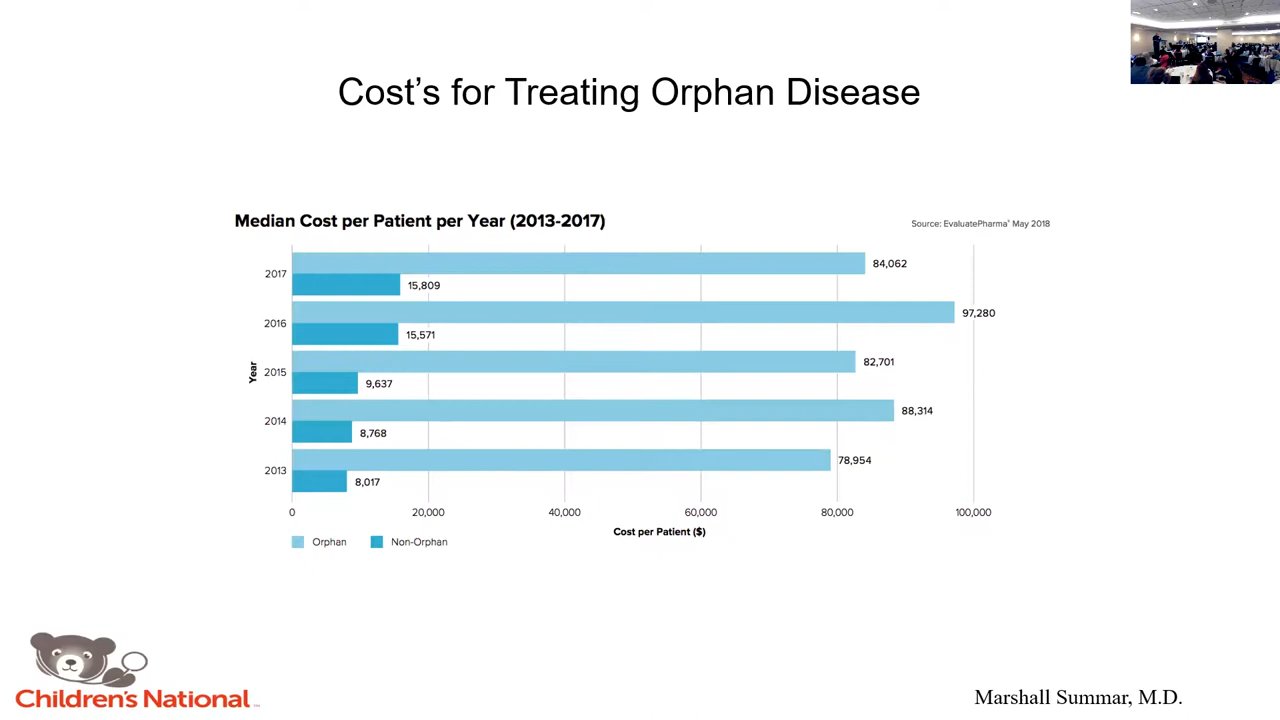 Cost's for Treating Orphan Disease
Median Cost per Patient per Year (2013-2017)
Source: EvaluatePharma® May 2018
84,062
2017
15,809
97,280
2016
15,571
82,701
Year
2015
9,637
88,314
2014
8,768
78,954
2013
8,017
0 20,000 40,000 60,000 80,000 100,000
Cost per Patient ($)
Orphan Non-Orphan
Children's National
Marshall Summar, M.D.